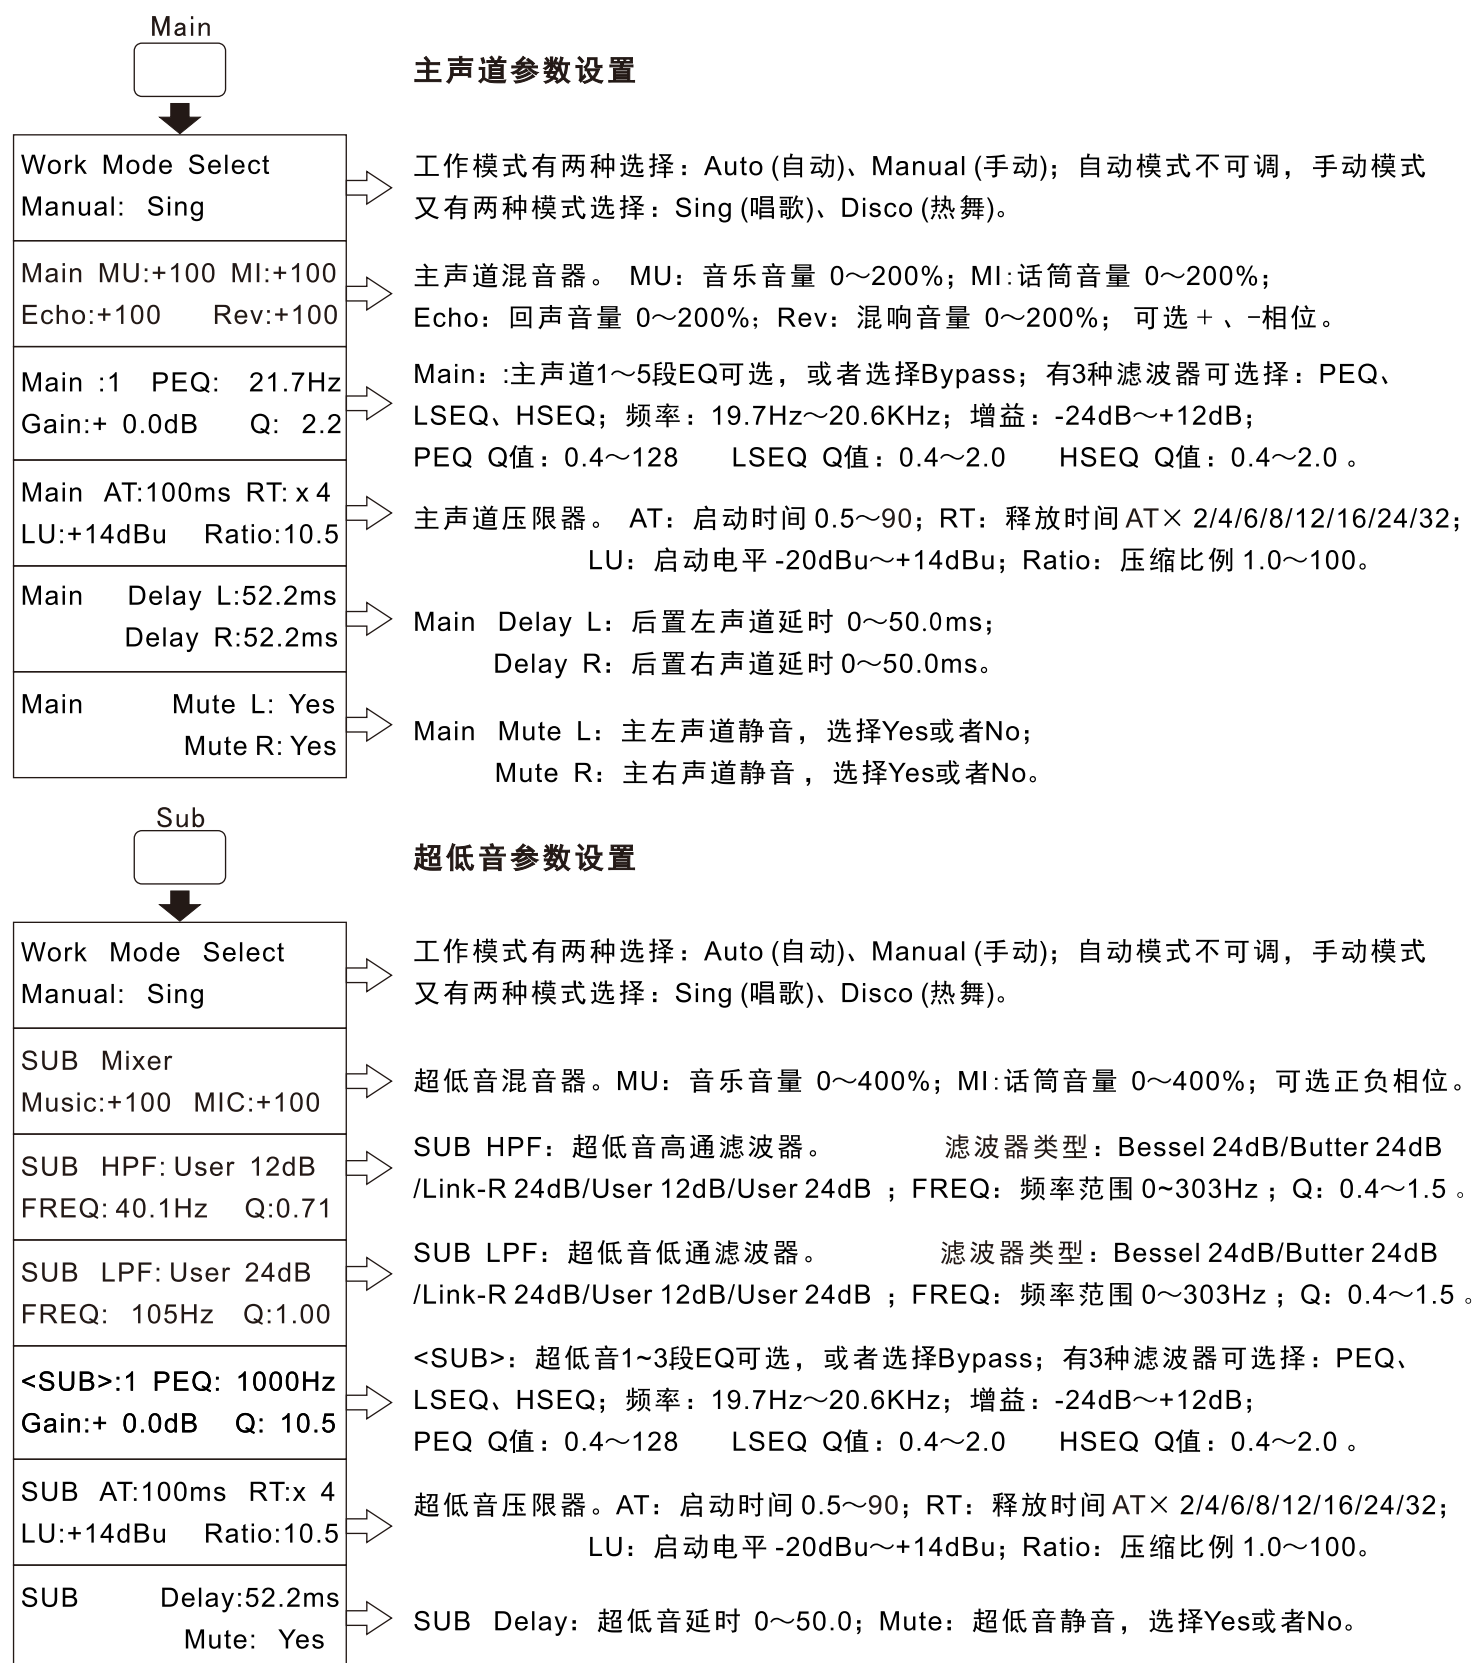 Main
主声道参数设置
Work Mode Select
Manual: Sing
工作模式有两种选择：Auto (自动)、Manual (手动)；自动模式不可调，手动模式
又有两种模式选择：Sing (唱歌)、Disco (热舞)。
Main MU:+100 MI:+100
Echo:+100 Rev:+100
主声道混音器。 MU：音乐音量 0～200%；MI:话筒音量 0～200%；
Echo：回声音量 0～200%；Rev：混响音量 0～200%； 可选＋、-相位。
Main :1 PEQ: 21.7Hz
Gain:+ 0.0dB Q: 2.2
Main：:主声道1～5段EQ可选，或者选择Bypass；有3种滤波器可选择：PEQ、
LSEQ、HSEQ；频率：19.7Hz～20.6KHz；增益：-24dB～+12dB；
PEQ Q值：0.4～128 LSEQ Q值：0.4～2.0 HSEQ Q值：0.4～2.0 。
Main AT:100ms RT: x 4
LU:+14dBu Ratio:10.5
主声道压限器。 AT：启动时间 0.5～90；RT：释放时间 AT× 2/4/6/8/12/16/24/32；
LU：启动电平 -20dBu～+14dBu；Ratio：压缩比例 1.0～100。
Main Delay L:52.2ms
Delay R:52.2ms
Main Delay L：后置左声道延时 0～50.0ms；
Delay R：后置右声道延时 0～50.0ms。
Main Mute L: Yes
Mute R: Yes
Main Mute L：主左声道静音，选择Yes或者No；
Mute R：主右声道静音，选择Yes或者No。
Sub
超低音参数设置
Work Mode Select
Manual: Sing
工作模式有两种选择：Auto (自动)、Manual (手动)；自动模式不可调，手动模式
又有两种模式选择：Sing (唱歌)、Disco (热舞)。
SUB Mixer
Music:+100 MIC:+100
超低音混音器。MU：音乐音量 0～400%；MI:话筒音量 0～400%；可选正负相位。
SUB HPF: User 12dB
FREQ: 40.1Hz Q:0.71
SUB HPF：超低音高通滤波器。 滤波器类型：Bessel 24dB/Butter 24dB
/Link-R 24dB/User 12dB/User 24dB ；FREQ：频率范围 0~303Hz ；Q：0.4～1.5 。
SUB LPF: User 24dB
FREQ: 105Hz Q:1.00
SUB LPF：超低音低通滤波器。 滤波器类型：Bessel 24dB/Butter 24dB
/Link-R 24dB/User 12dB/User 24dB ；FREQ：频率范围 0～303Hz ；Q：0.4～1.5 。
<SUB>:1 PEQ: 1000Hz
Gain:+ 0.0dB Q: 10.5
<SUB>：超低音1~3段EQ可选，或者选择Bypass；有3种滤波器可选择：PEQ、
LSEQ、HSEQ；频率：19.7Hz～20.6KHz；增益：-24dB～+12dB；
PEQ Q值：0.4～128 LSEQ Q值：0.4～2.0 HSEQ Q值：0.4～2.0 。
SUB AT:100ms RT:x 4
LU:+14dBu Ratio:10.5
超低音压限器。AT：启动时间 0.5～90；RT：释放时间 AT× 2/4/6/8/12/16/24/32；
LU：启动电平 -20dBu～+14dBu；Ratio：压缩比例 1.0～100。
SUB Delay:52.2ms
Mute: Yes
SUB Delay：超低音延时 0～50.0；Mute：超低音静音，选择Yes或者No。